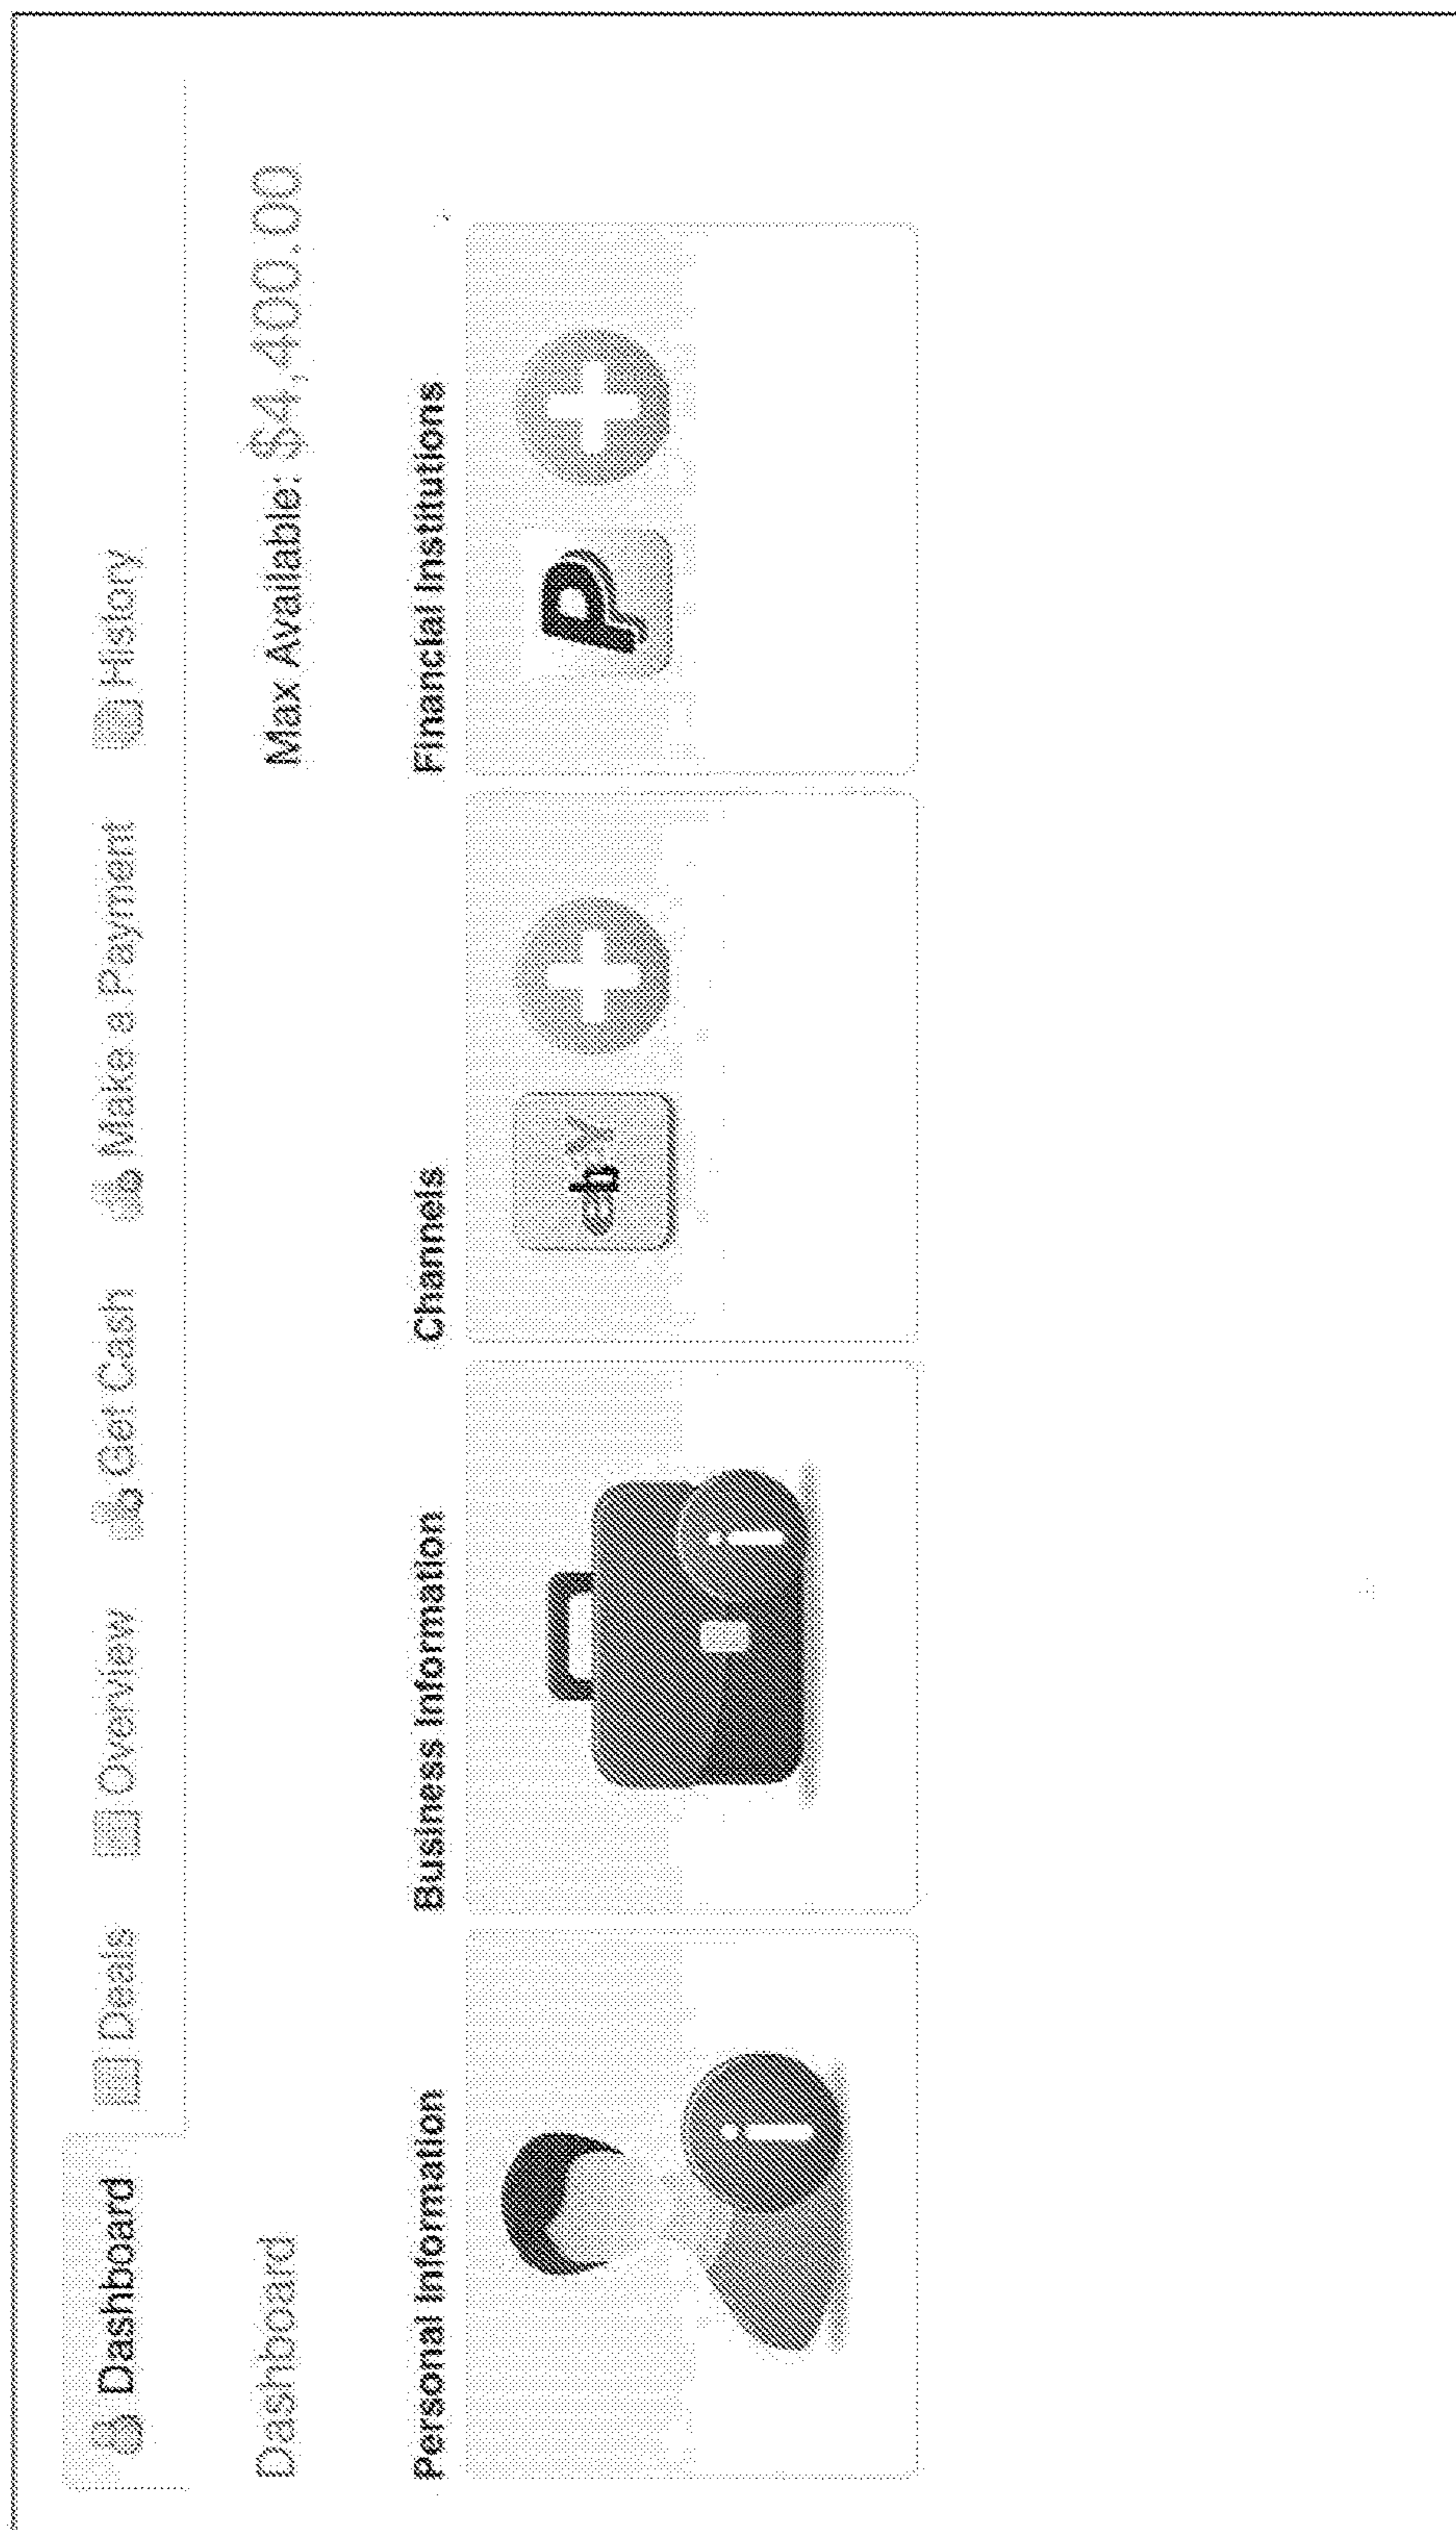 Dashboard Deals Overview Get Cash Make a Payment History
Dashboard Max Available: $4,400.00
Personal Information Business Information Channels Financial Institutions
i i P